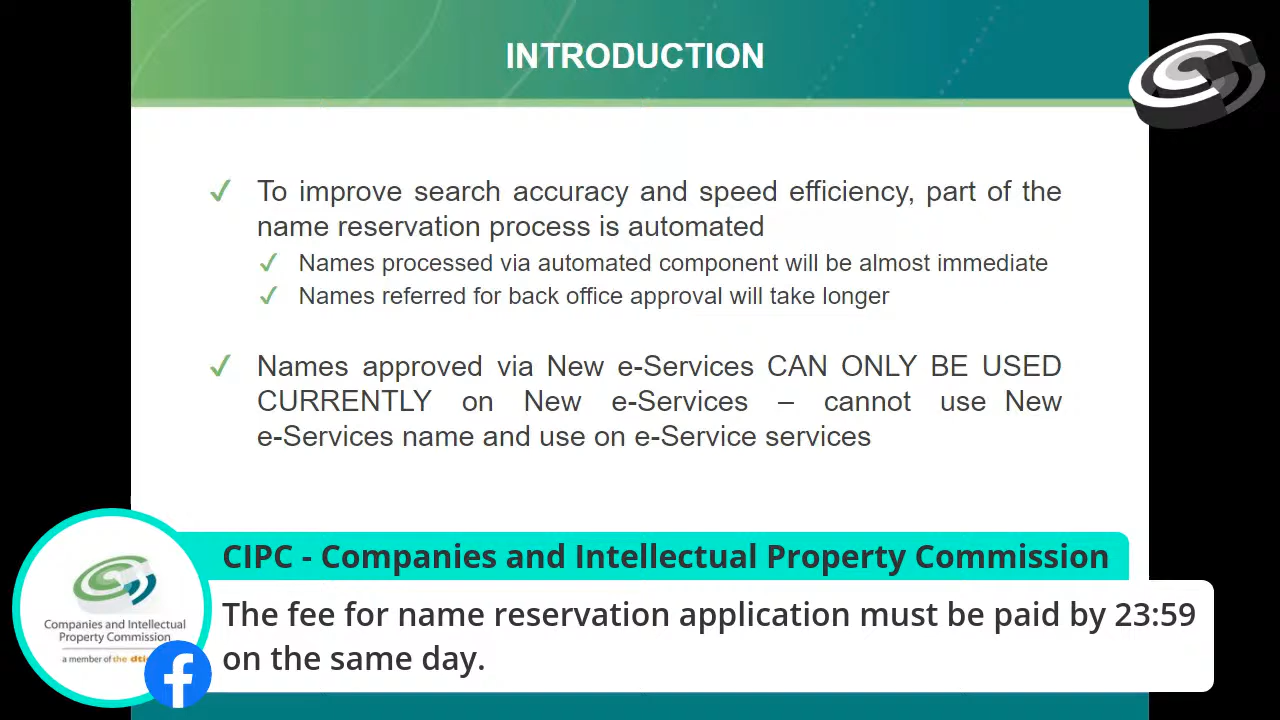 INTRODUCTION
✓ To improve search accuracy and speed efficiency, part of the
name reservation process is automated
✓ Names processed via automated component will be almost immediate
✓ Names referred for back office approval will take longer
✓ Names approved via New e-Services CAN ONLY BE USED
CURRENTLY on New e-Services – cannot use New
e-Services name and use on e-Service services
CIPC - Companies and Intellectual Property Commission
The fee for name reservation application must be paid by 23:59
on the same day.
Companies and Intellectual
Property Commission
a member of the